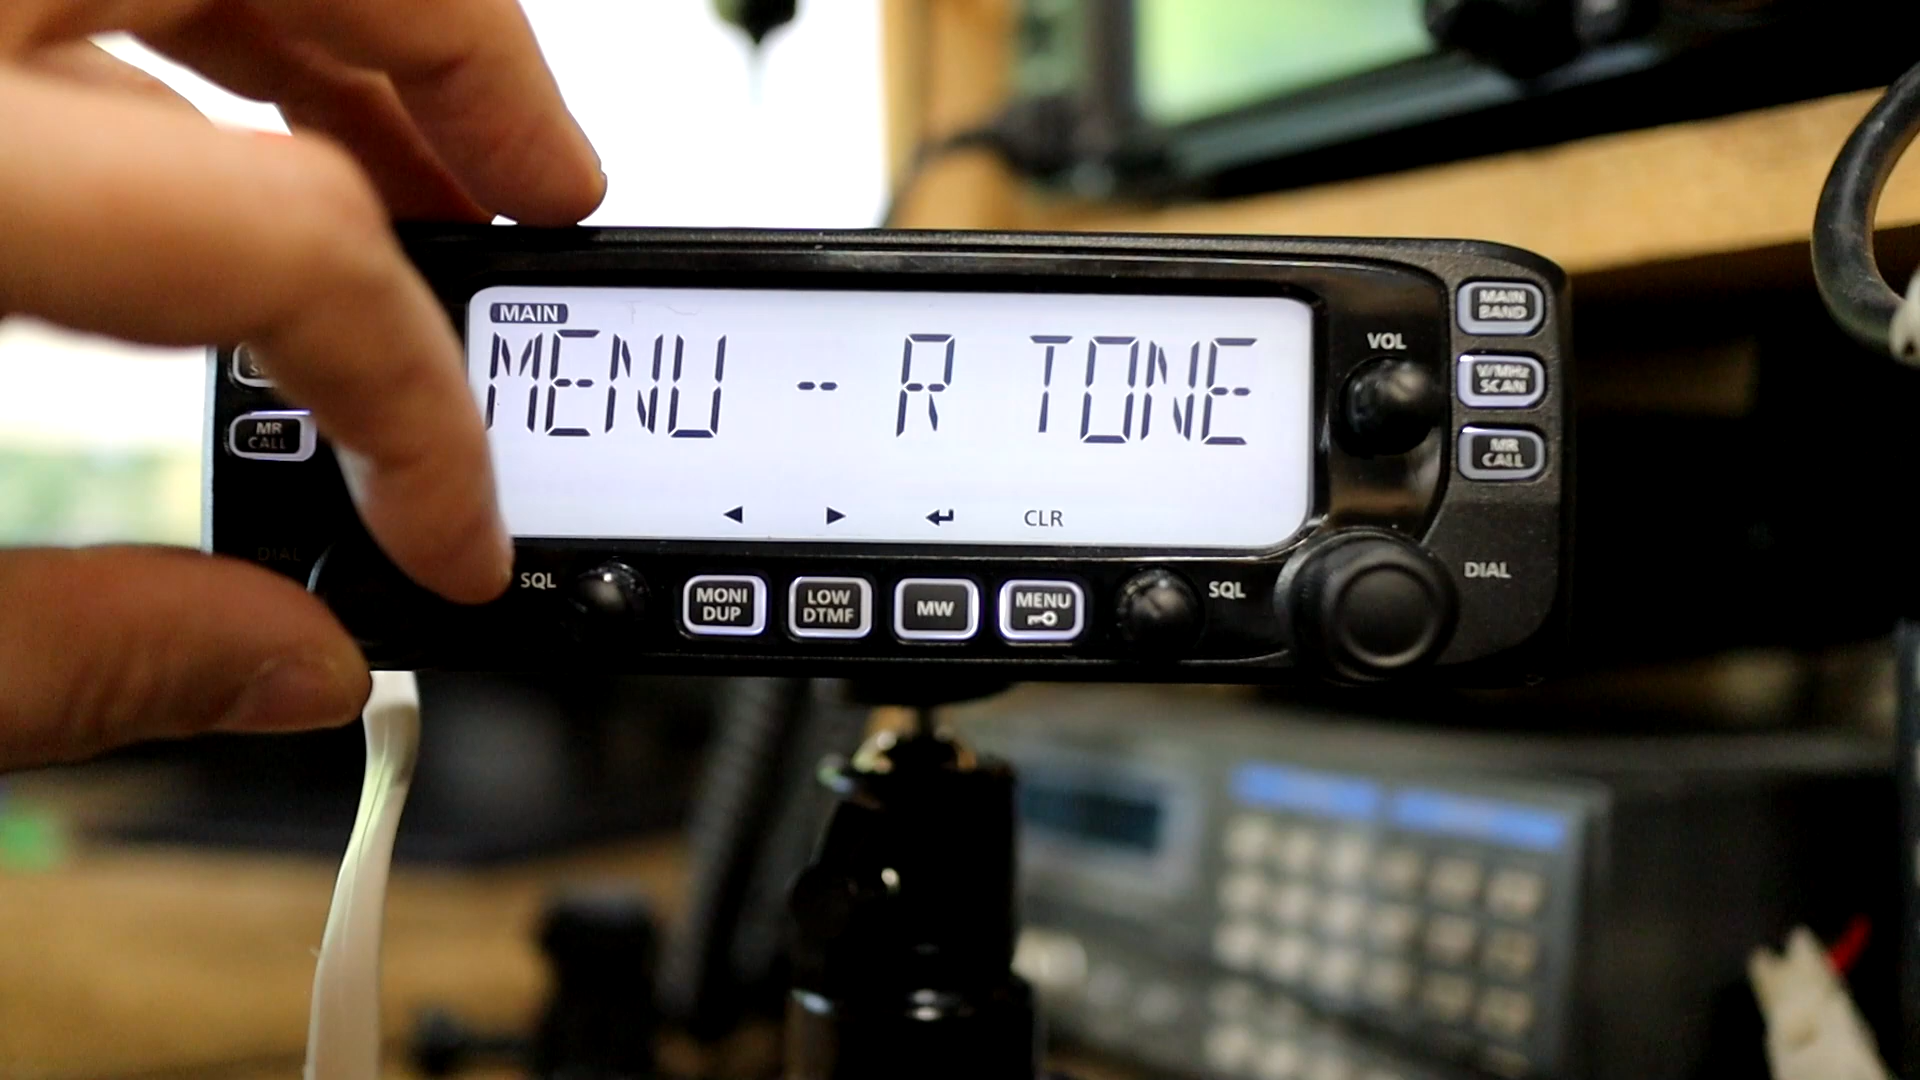 MAIN
MENU -- R TONE
◄ ► ↵ CLR
VOL
MAIN
BAND
V/MHz
SCAN
MR
CALL
MR
CALL
DIAL
SQL
MONI
DUP
LOW
DTMF
MW
MENU
SQL
DIAL